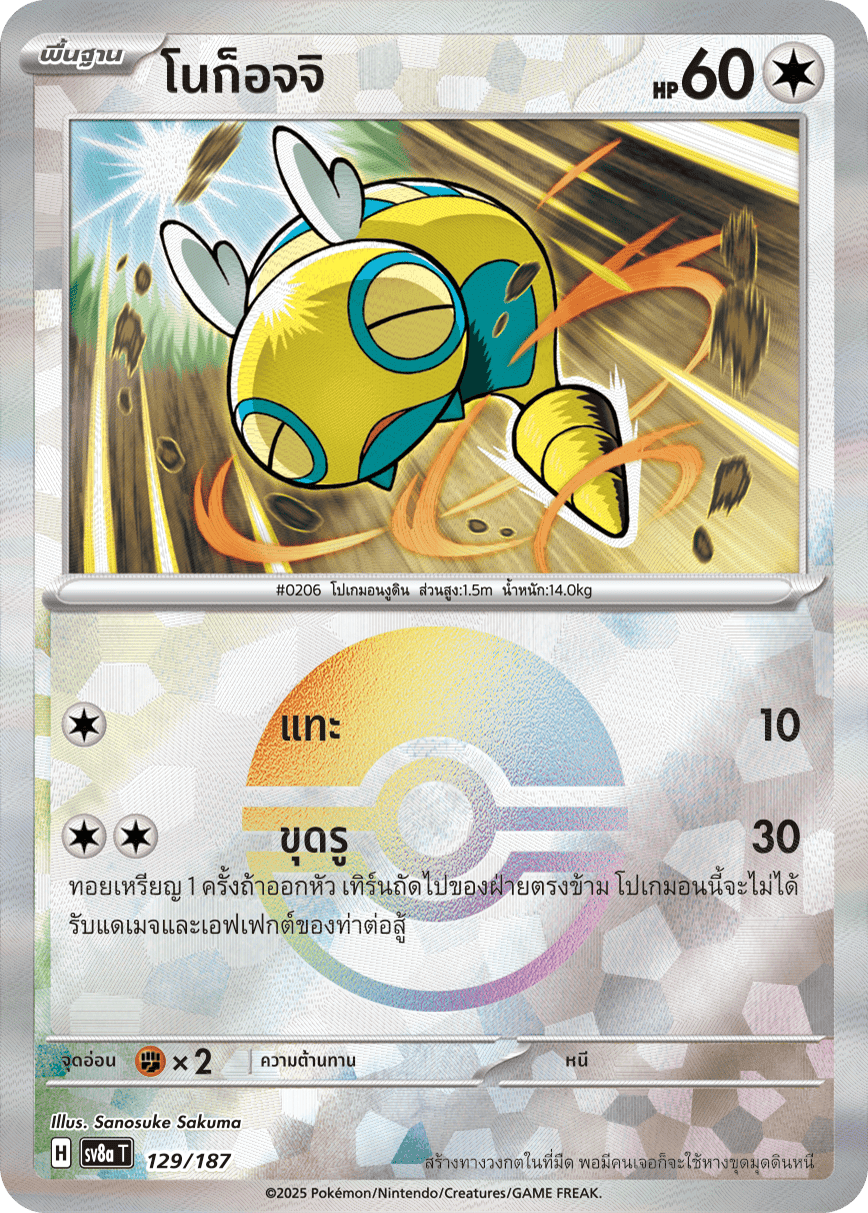 พื้นฐาน โนก็อจจิ HP 60
#0206 โปเกมอนงูดิน ส่วนสูง:1.5m น้ำหนัก:14.0kg
แทะ 10
ขุดรู 30
ทอยเหรียญ 1 ครั้งถ้าออกหัว เทิร์นถัดไปของฝ่ายตรงข้าม โปเกมอนนี้จะไม่ได้
รับแดเมจและเอฟเฟกต์ของท่าต่อสู้
จุดอ่อน ×2 ความต้านทาน หนี
Illus. Sanosuke Sakuma
H sv8a T 129/187
สร้างทางวงกตในที่มืด พอมีคนเจอก็จะใช้หางขุดมุดดินหนี
©2025 Pokémon/Nintendo/Creatures/GAME FREAK.